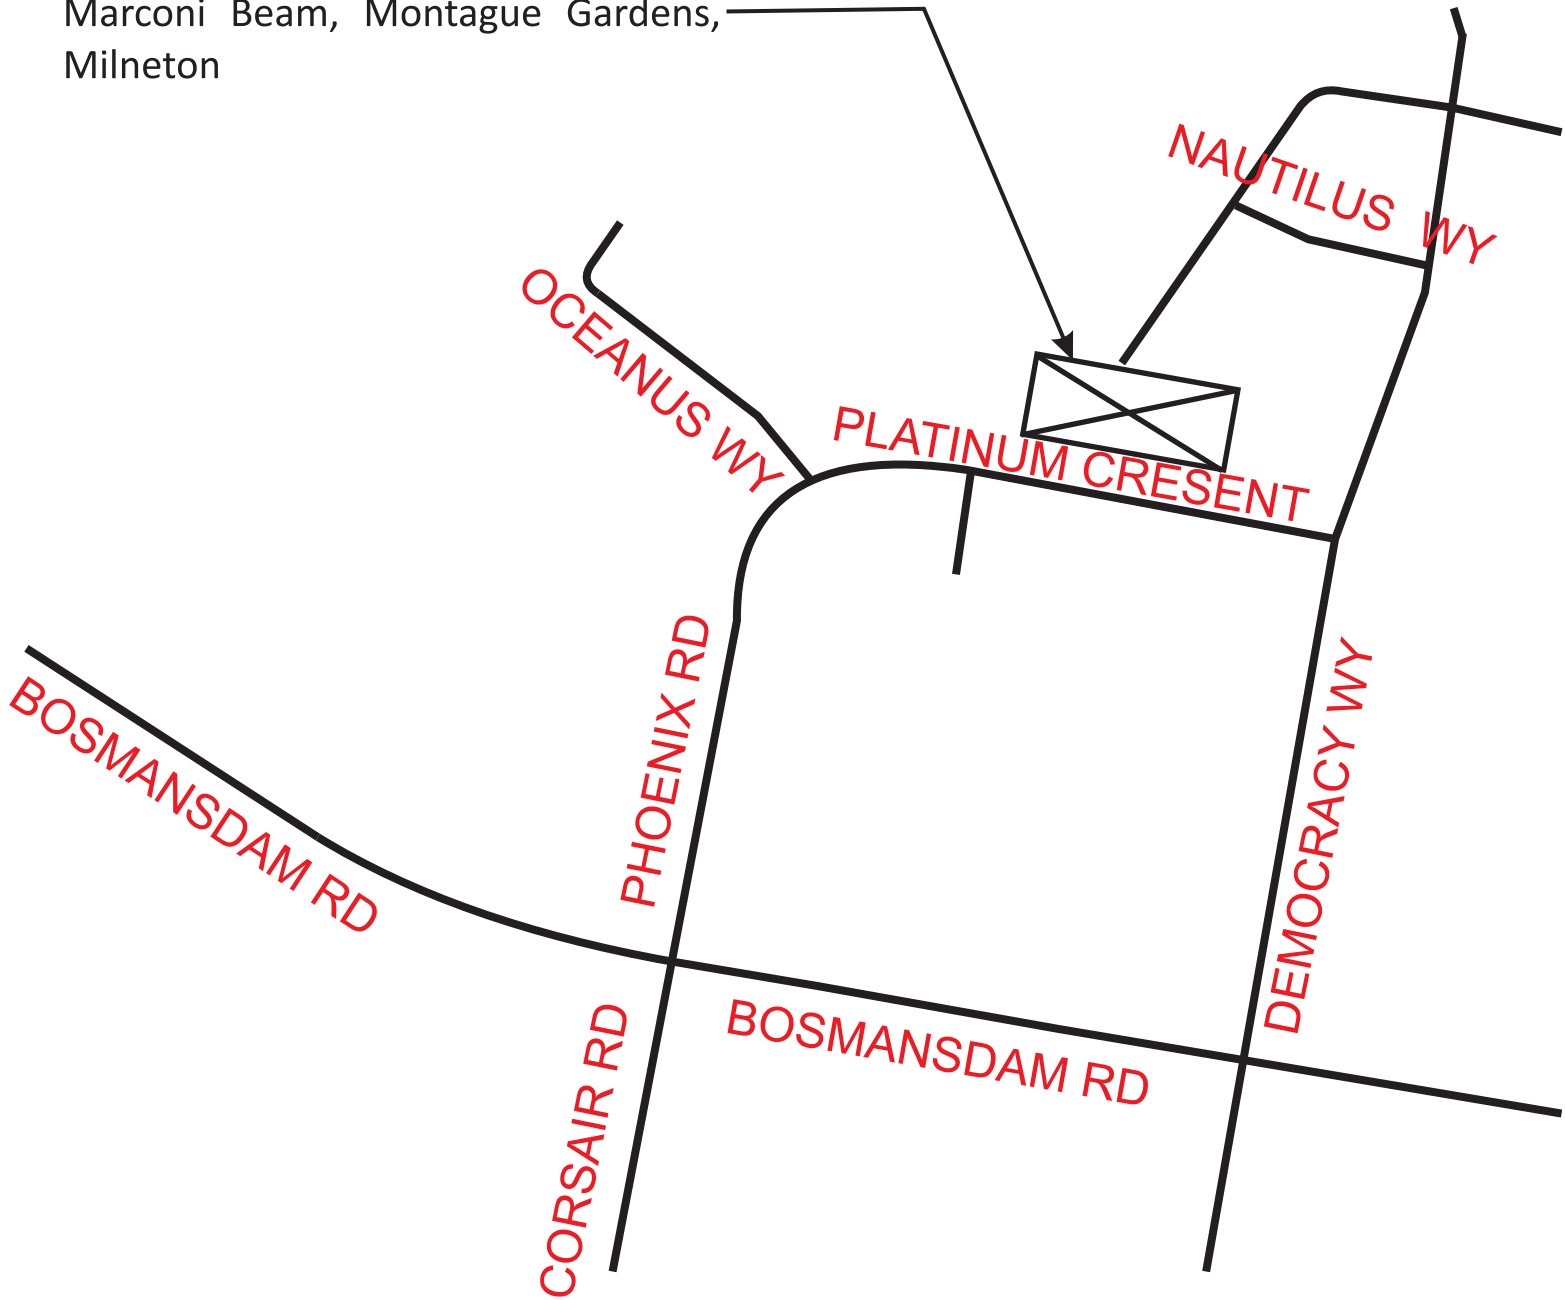 Marconi Beam, Montague Gardens,
Milneton
NAUTILUS WY
OCEANUS WY
PLATINUM CRESENT
PHOENIX RD
DEMOCRACY WY
BOSMANSDAM RD
BOSMANSDAM RD
CORSAIR RD